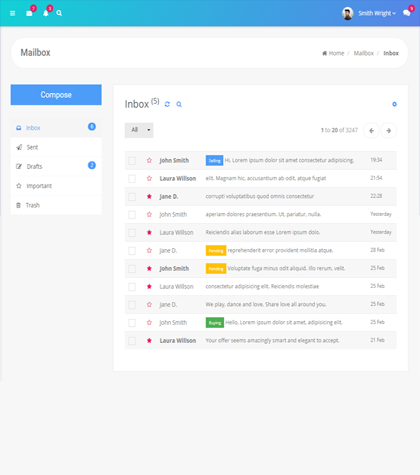 7 3 Smith Wright 9
Mailbox Home / Mailbox / Inbox
Compose
Inbox 6
Sent
Drafts 2
Important
Trash
Inbox (5)
All 1 to 20 of 3247
John Smith Selling Hi, Lorem ipsum dolor sit amet consectetur adipisicing. 19:34
Laura Willson elit. Magnam hic, accusantium ab odit, atque fugiat 21:54
Jane D. corrupti voluptatibus quod omnis consectetur 22:28
John Smith aperiam dolores praesentium. Ut, pariatur, nulla. Yesterday
Laura Willson Reiciendis alias laborum esse Lorem ipsum dolo. Yesterday
Jane D. Pending reprehenderit error provident mollitia atque. 28 Feb
John Smith Pending Voluptate fuga minus odit aliquid. Illo rerum, velit. 25 Feb
Laura Willson consectetur adipisicing elit. Reiciendis molestiae 25 Feb
Jane D. We play, dance and love. Share love all around you. 25 Feb
John Smith Buying Hello, Lorem ipsum dolor sit amet, adipisicing elit. 25 Feb
Laura Willson Your offer seems amazingly smart and elegant to accept. 21 Feb